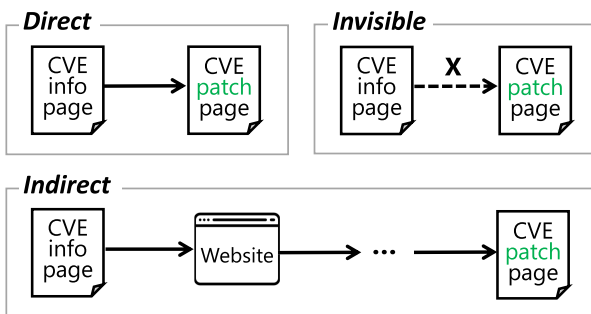 Direct
CVE
info
page
CVE
patch
page
Invisible
CVE
info
page
X
CVE
patch
page
Indirect
CVE
info
page
Website
...
CVE
patch
page